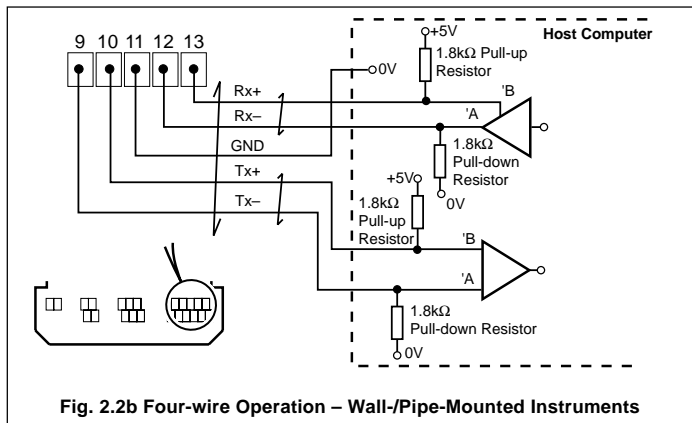 9 10 11 12 13
+5V
Host Computer
1.8kΩ Pull-up
Resistor
0V
Rx+
'B
Rx–
'A
GND
1.8kΩ
Pull-down
Resistor
Tx+
+5V
0V
1.8kΩ
Pull-up
Resistor
Tx–
'B
'A
1.8kΩ
Pull-down Resistor
0V
Fig. 2.2b Four-wire Operation – Wall-/Pipe-Mounted Instruments